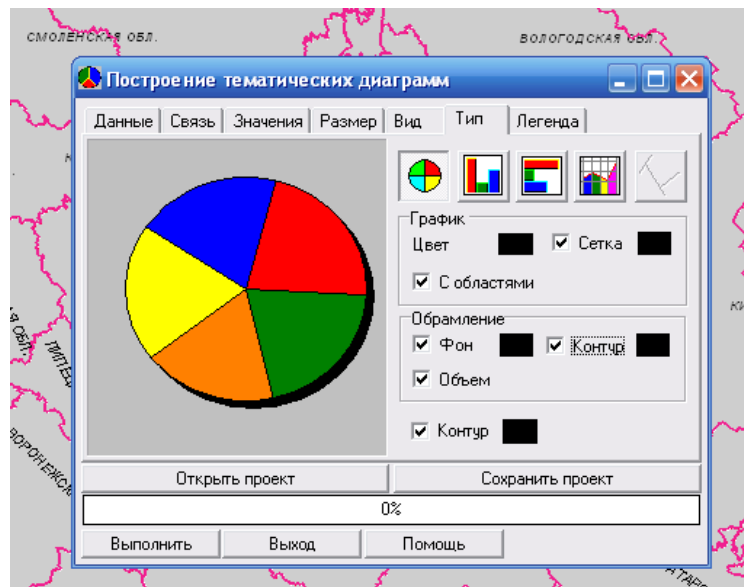 СМОЛЕНСКАЯ ОБЛ.
ВОЛОГОДСКАЯ ОБЛ.
Построение тематических диаграмм
Данные Связь Значения Размер Вид Тип Легенда
График
Цвет Сетка
С областями
Обрамление
Фон Контур
Объем
Контур
Открыть проект Сохранить проект
0%
Выполнить Выход Помощь